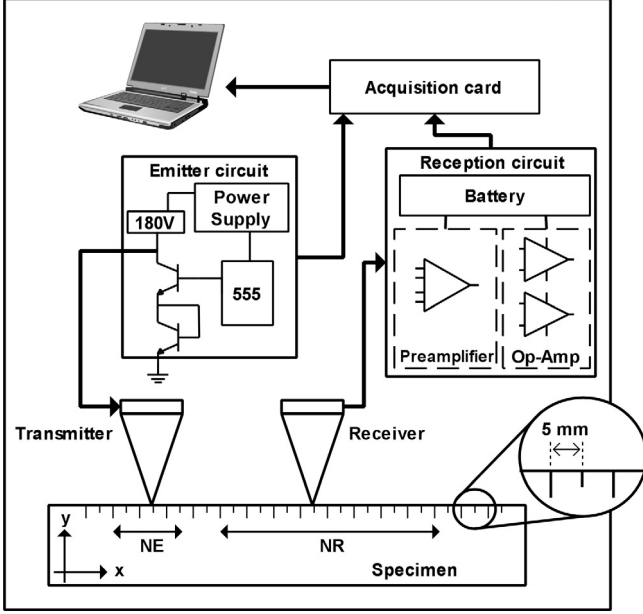 Acquisition card
Emitter circuit
Power
Supply
180V
555
Reception circuit
Battery
Preamplifier
Op-Amp
Transmitter
Receiver
5 mm
y
x
NE
NR
Specimen